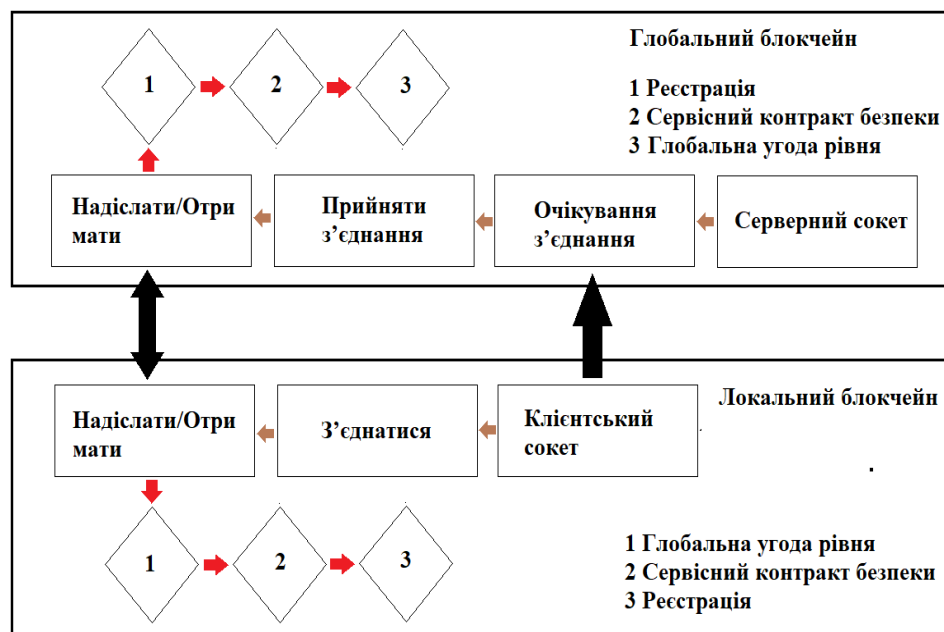 Глобальний блокчейн
1
2
3
1 Реєстрація
2 Сервісний контракт безпеки
3 Глобальна угода рівня
Надіслати/Отри
мати
Прийняти
з’єднання
Очікування
з’єднання
Серверний сокет
Локальний блокчейн
Надіслати/Отри
мати
З’єднатися
Клієнтський
сокет
1
2
3
1 Глобальна угода рівня
2 Сервісний контракт безпеки
3 Реєстрація